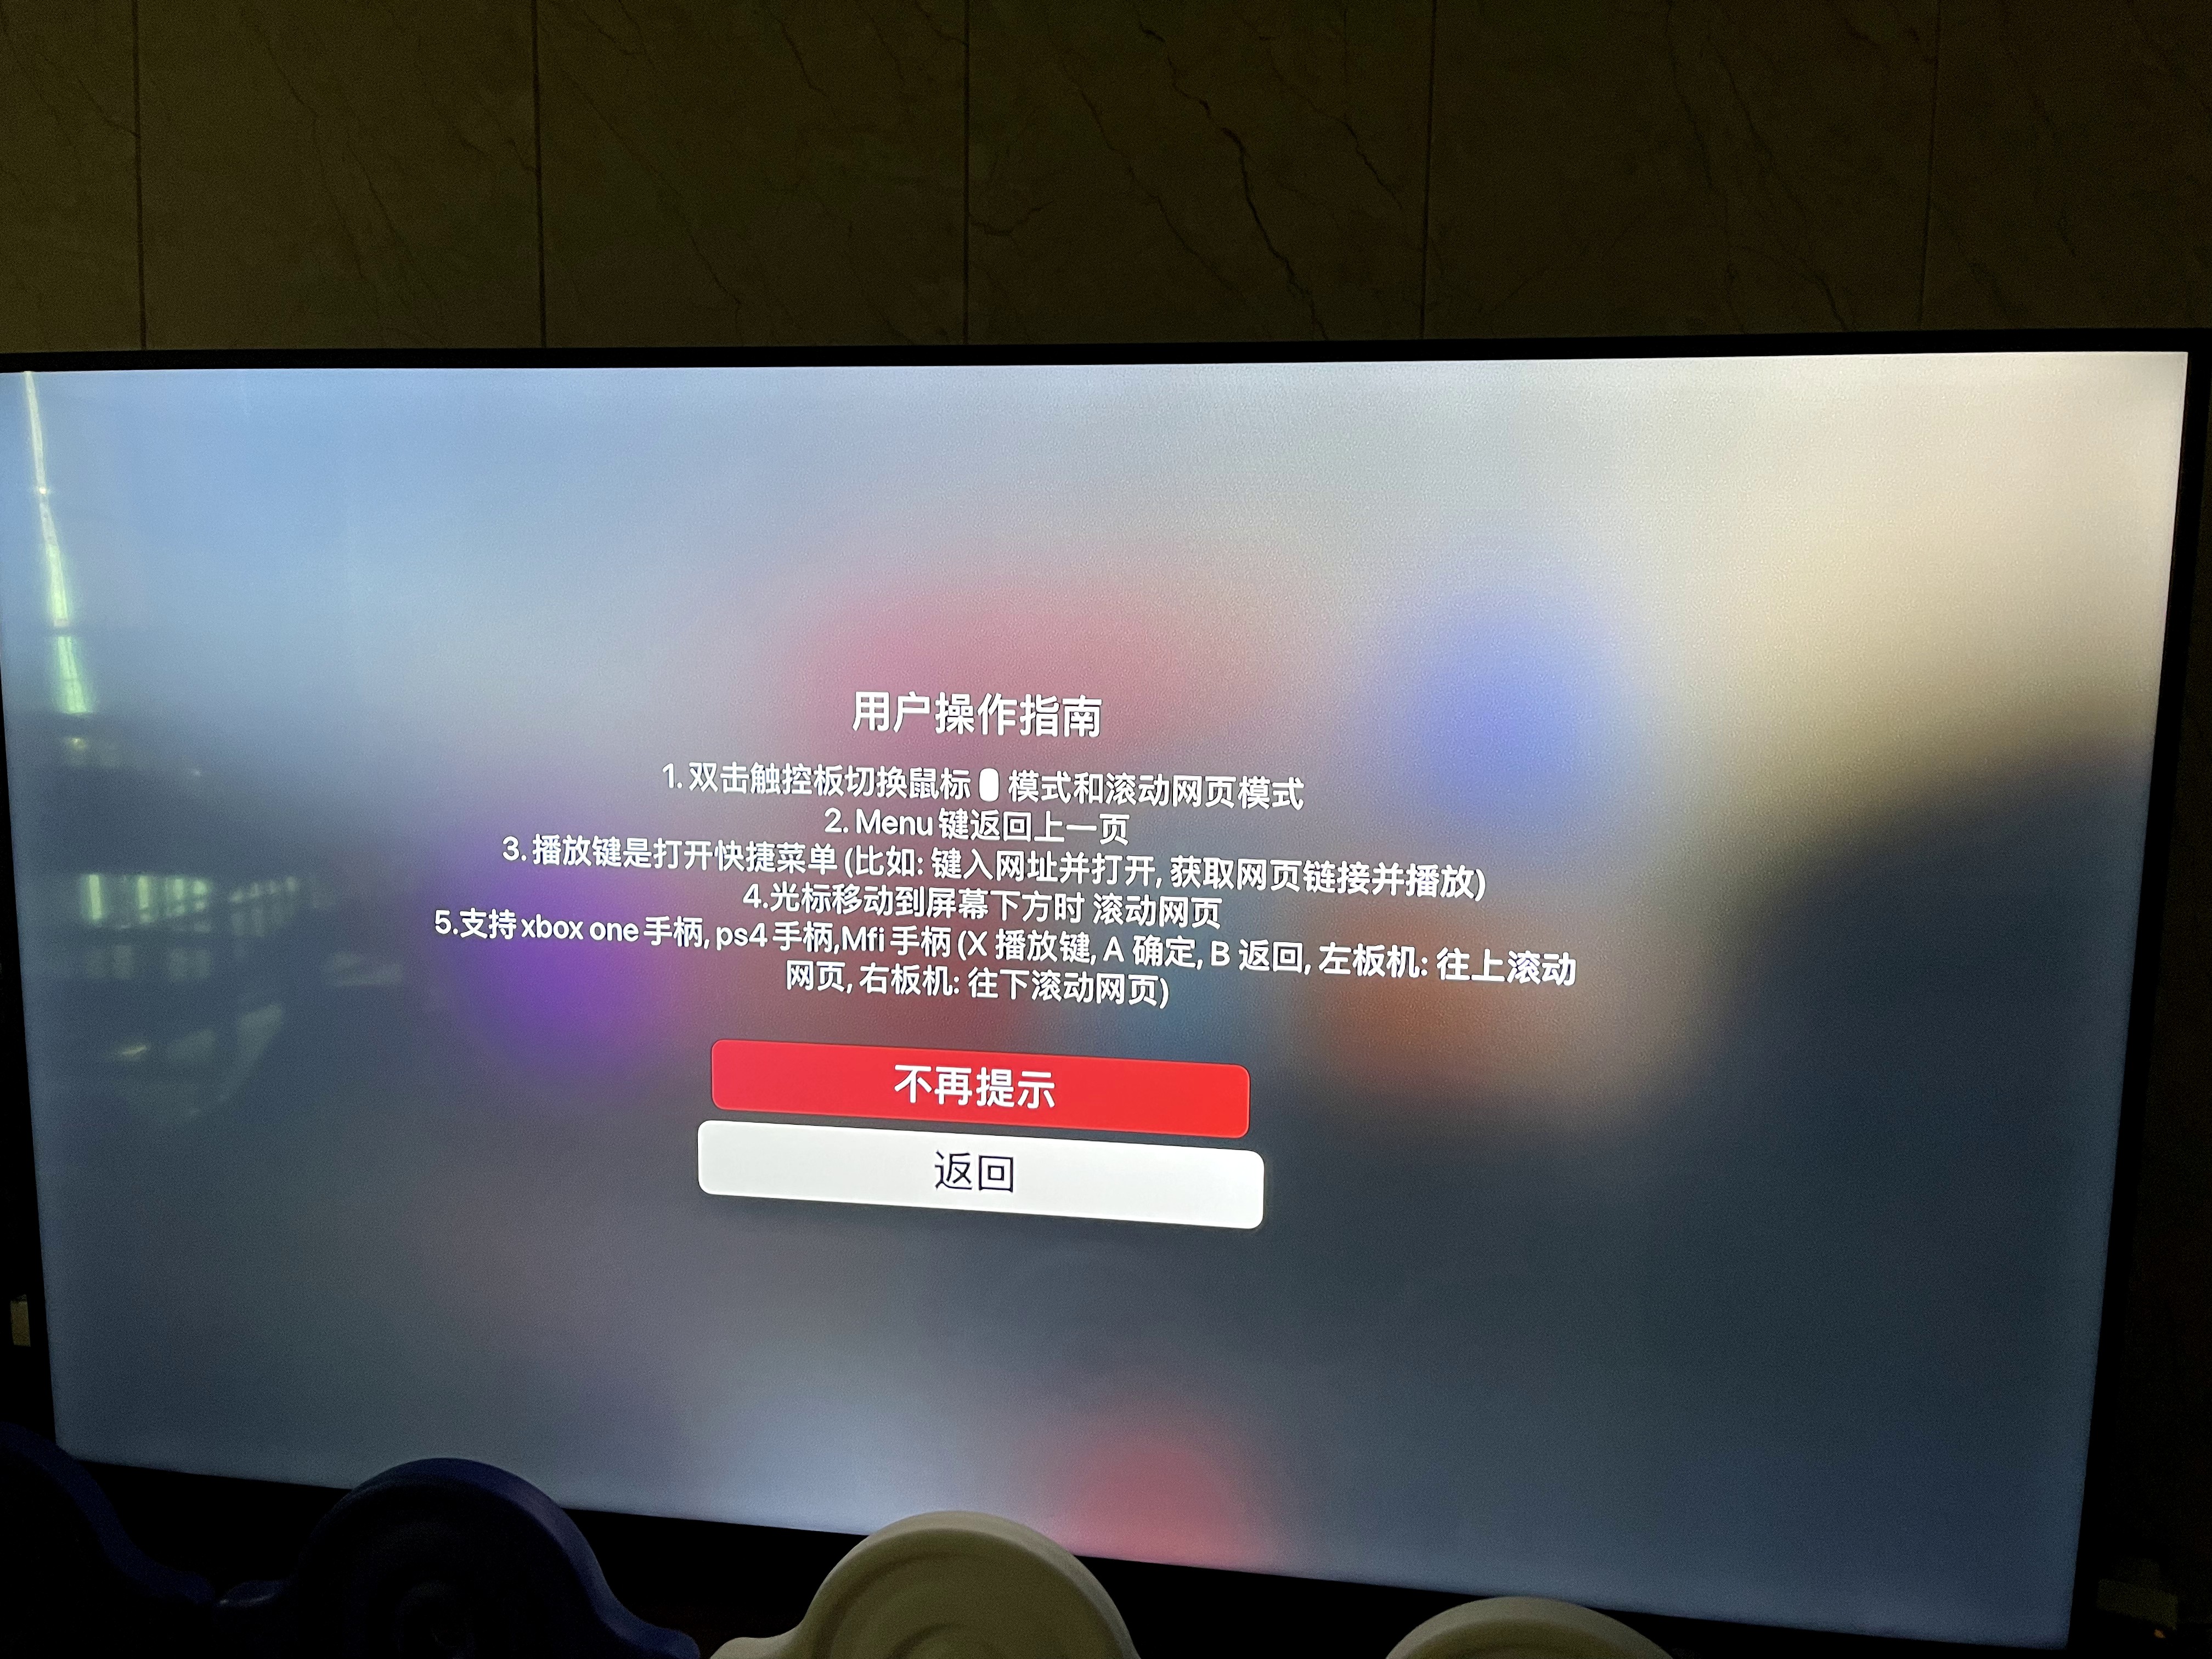 用户操作指南
1. 双击触控板切换鼠标 模式和滚动网页模式
2. Menu 键返回上一页
3. 播放键是打开快捷菜单 (比如: 键入网址并打开, 获取网页链接并播放)
4.光标移动到屏幕下方时 滚动网页
5.支持 xbox one 手柄, ps4 手柄,Mfi 手柄 (X 播放键, A 确定, B 返回, 左板机: 往上滚动
网页, 右板机: 往下滚动网页)
不再提示
返回